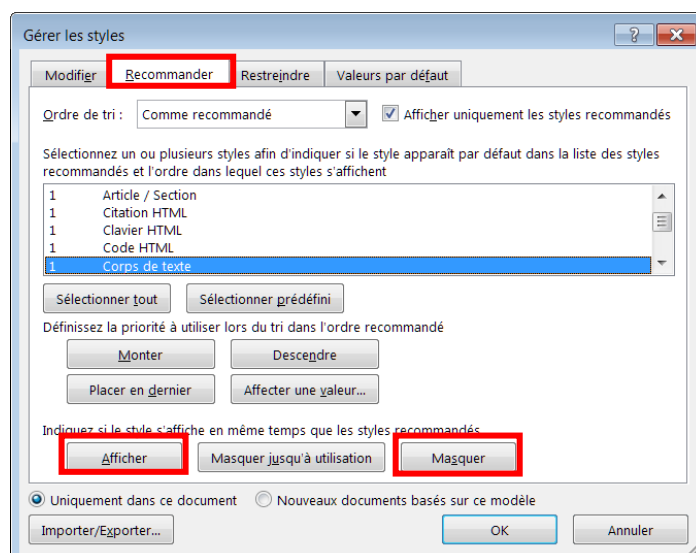 Gérer les styles
Modifier Recommander Restreindre Valeurs par défaut
Ordre de tri : Comme recommandé Afficher uniquement les styles recommandés
Sélectionnez un ou plusieurs styles afin d'indiquer si le style apparaît par défaut dans la liste des styles
recommandés et l'ordre dans lequel ces styles s'affichent
1 Article / Section
1 Citation HTML
1 Clavier HTML
1 Code HTML
1 Corps de texte
Sélectionner tout Sélectionner prédéfini
Définissez la priorité à utiliser lors du tri dans l'ordre recommandé
Monter Descendre
Placer en dernier Affecter une valeur...
Indiquez si le style s'affiche en même temps que les styles recommandés
Afficher Masquer jusqu'à utilisation Masquer
Uniquement dans ce document Nouveaux documents basés sur ce modèle
Importer/Exporter... OK Annuler